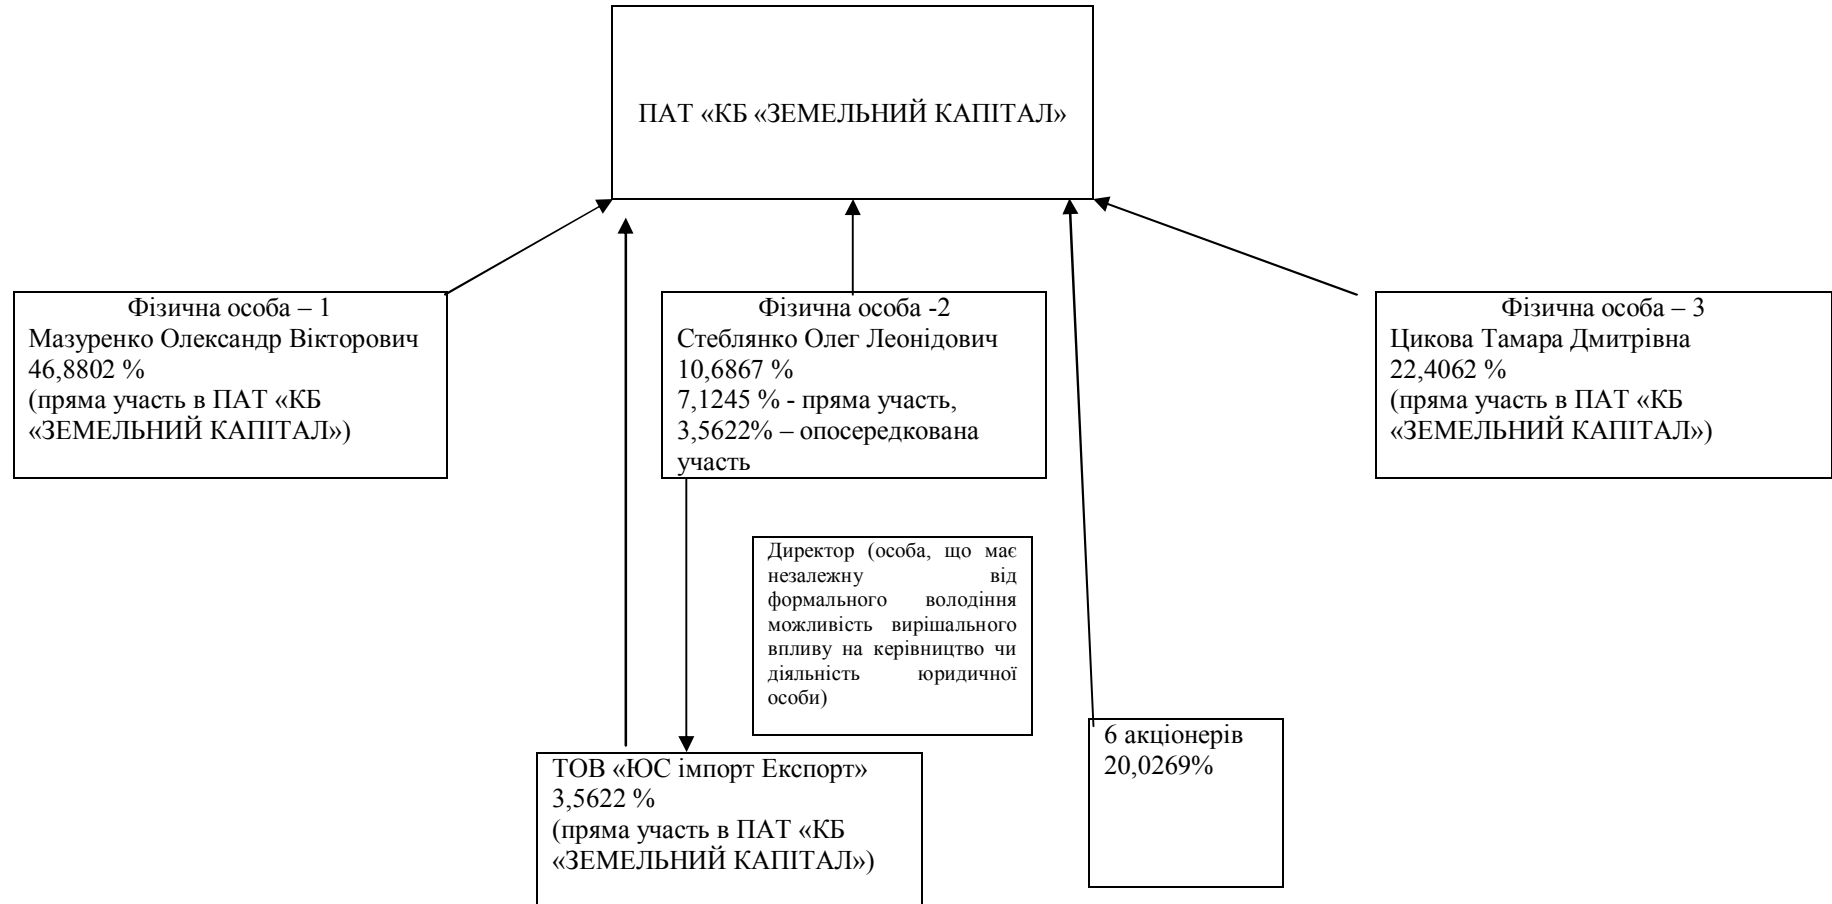 ПАТ «КБ «ЗЕМЕЛЬНИЙ КАПІТАЛ»
Фізична особа – 1
Мазуренко Олександр Вікторович
46,8802 %
(пряма участь в ПАТ «КБ
«ЗЕМЕЛЬНИЙ КАПІТАЛ»)
Фізична особа -2
Стеблянко Олег Леонідович
10,6867 %
7,1245 % - пряма участь,
3,5622% – опосередкована
участь
Фізична особа – 3
Цикова Тамара Дмитрівна
22,4062 %
(пряма участь в ПАТ «КБ
«ЗЕМЕЛЬНИЙ КАПІТАЛ»)
Директор (особа, що має
незалежну від
формального володіння
можливість вирішального
впливу на керівництво чи
діяльність юридичної
особи)
ТОВ «ЮС імпорт Експорт»
3,5622 %
(пряма участь в ПАТ «КБ
«ЗЕМЕЛЬНИЙ КАПІТАЛ»)
6 акціонерів
20,0269%